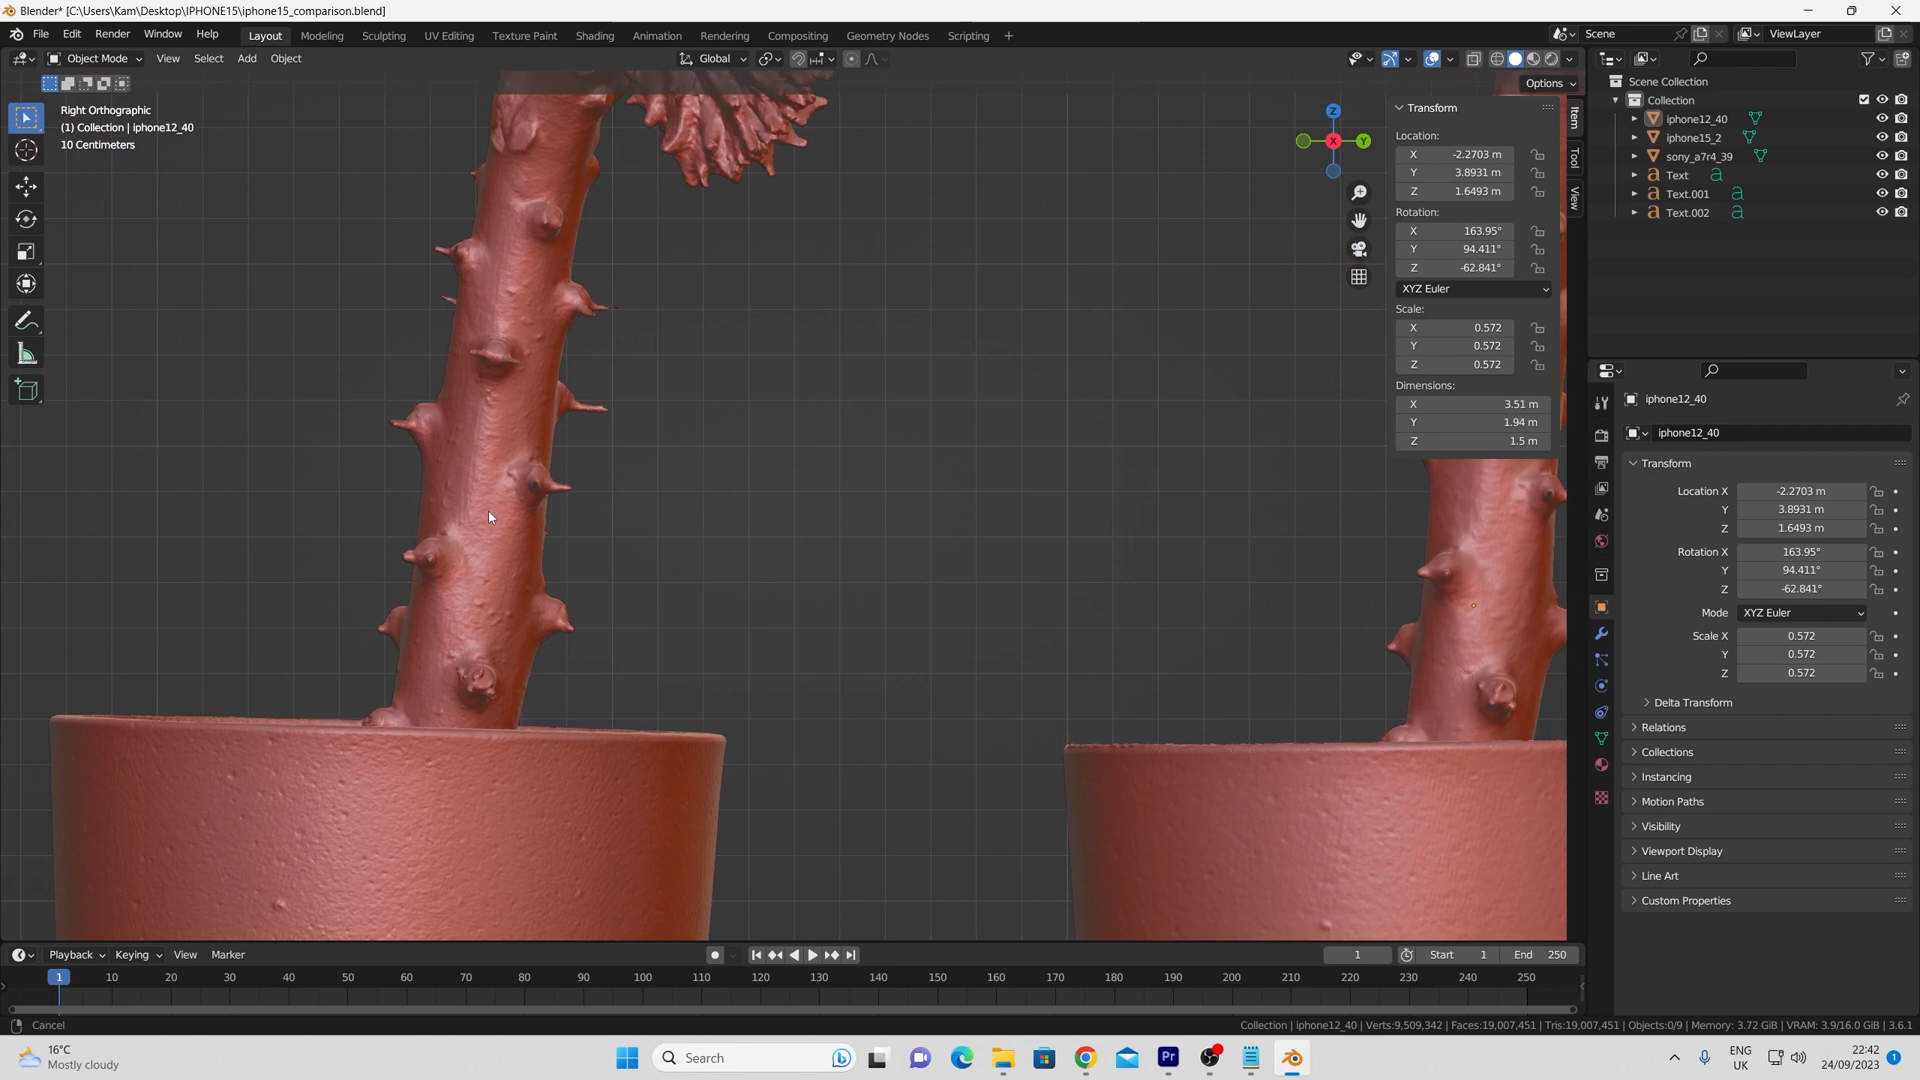 Blender* [C:\Users\Kam\Desktop\IPHONE15\iphone15_comparison.blend]
File Edit Render Window Help Layout Modeling Sculpting UV Editing Texture Paint Shading Animation Rendering Compositing Geometry Nodes Scripting + Scene ViewLayer
Object Mode View Select Add Object Global
Options
Right Orthographic
(1) Collection | iphone12_40
10 Centimeters
Z
Y
X
Transform
Location:
X -2.2703 m
Y 3.8931 m
Z 1.6493 m
Rotation:
X 163.95°
Y 94.411°
Z -62.841°
XYZ Euler
Scale:
X 0.572
Y 0.572
Z 0.572
Dimensions:
X 3.51 m
Y 1.94 m
Z 1.5 m
Item
Tool
View
Scene Collection
Collection
iphone12_40
iphone15_2
sony_a7r4_39
Text
Text.001
Text.002
iphone12_40
iphone12_40
Transform
Location X -2.2703 m
Y 3.8931 m
Z 1.6493 m
Rotation X 163.95°
Y 94.411°
Z -62.841°
Mode XYZ Euler
Scale X 0.572
Y 0.572
Z 0.572
Delta Transform
Relations
Collections
Instancing
Motion Paths
Visibility
Viewport Display
Line Art
Custom Properties
Playback Keying View Marker 1 Start 1 End 250
1 10 20 30 40 50 60 70 80 90 100 110 120 130 140 150 160 170 180 190 200 210 220 230 240 250
Cancel
Collection | iphone12_40 | Verts:9,509,342 | Faces:19,007,451 | Tris:19,007,451 | Objects:0/9 | Memory: 3.72 GiB | VRAM: 3.9/16.0 GiB | 3.6.1
16°C
Mostly cloudy
Search
Pr
ENG
UK
22:42
24/09/2023
1